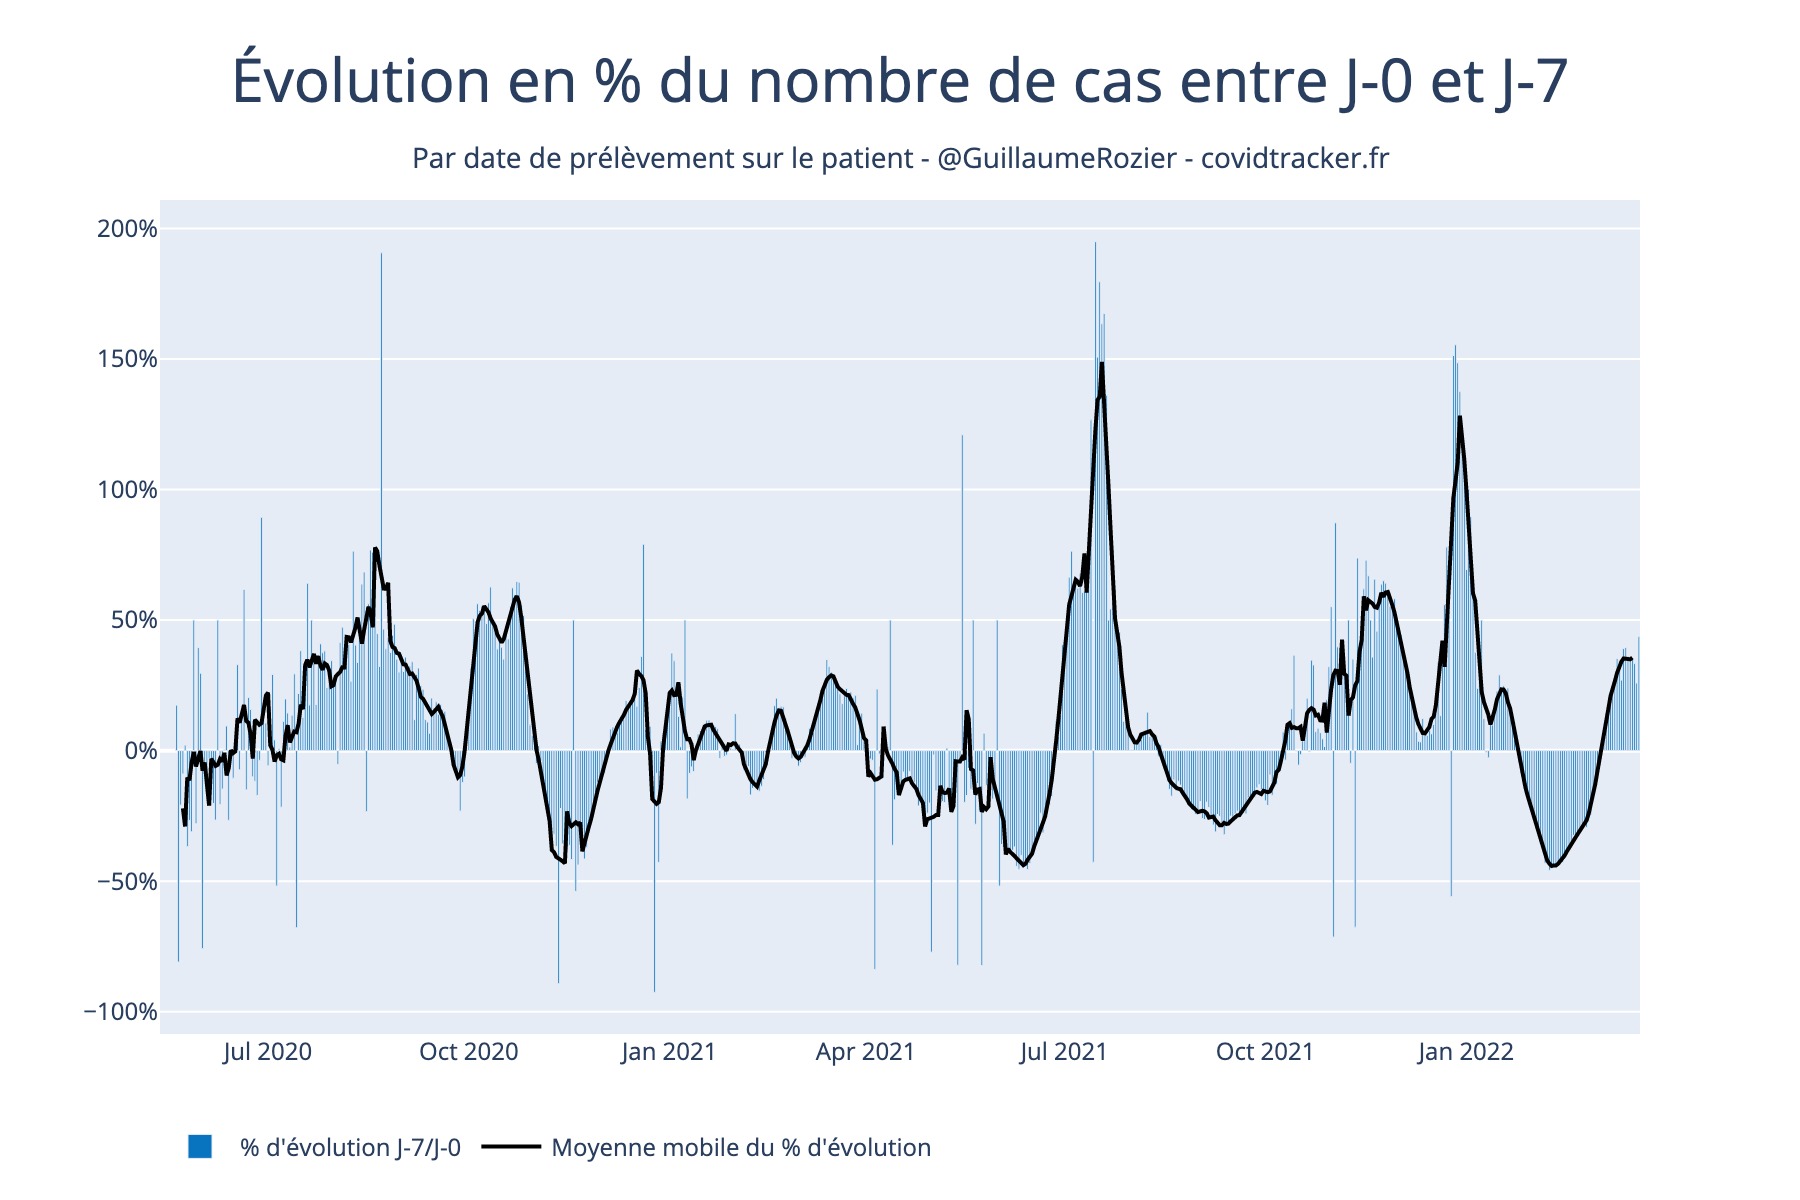 Évolution en % du nombre de cas entre J-0 et J-7
Par date de prélèvement sur le patient - @GuillaumeRozier - covidtracker.fr
200%
150%
100%
50%
0%
−50%
−100%
Jul 2020 Oct 2020 Jan 2021 Apr 2021 Jul 2021 Oct 2021 Jan 2022
% d'évolution J-7/J-0 Moyenne mobile du % d'évolution